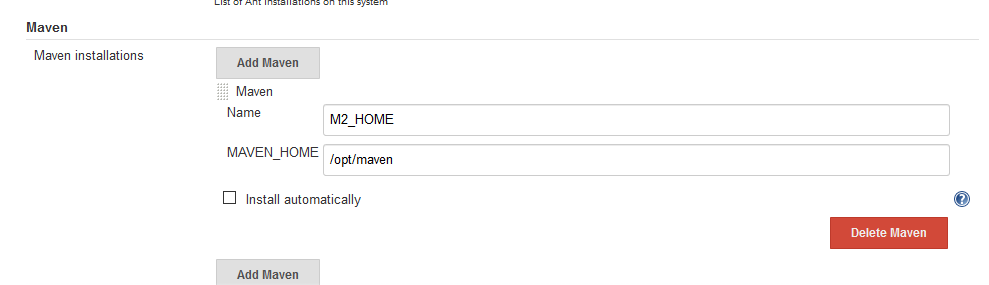 List of Ant installations on this system
Maven
Maven installations
Add Maven
Maven
Name
M2_HOME
MAVEN_HOME
/opt/maven
Install automatically
?
Delete Maven
Add Maven